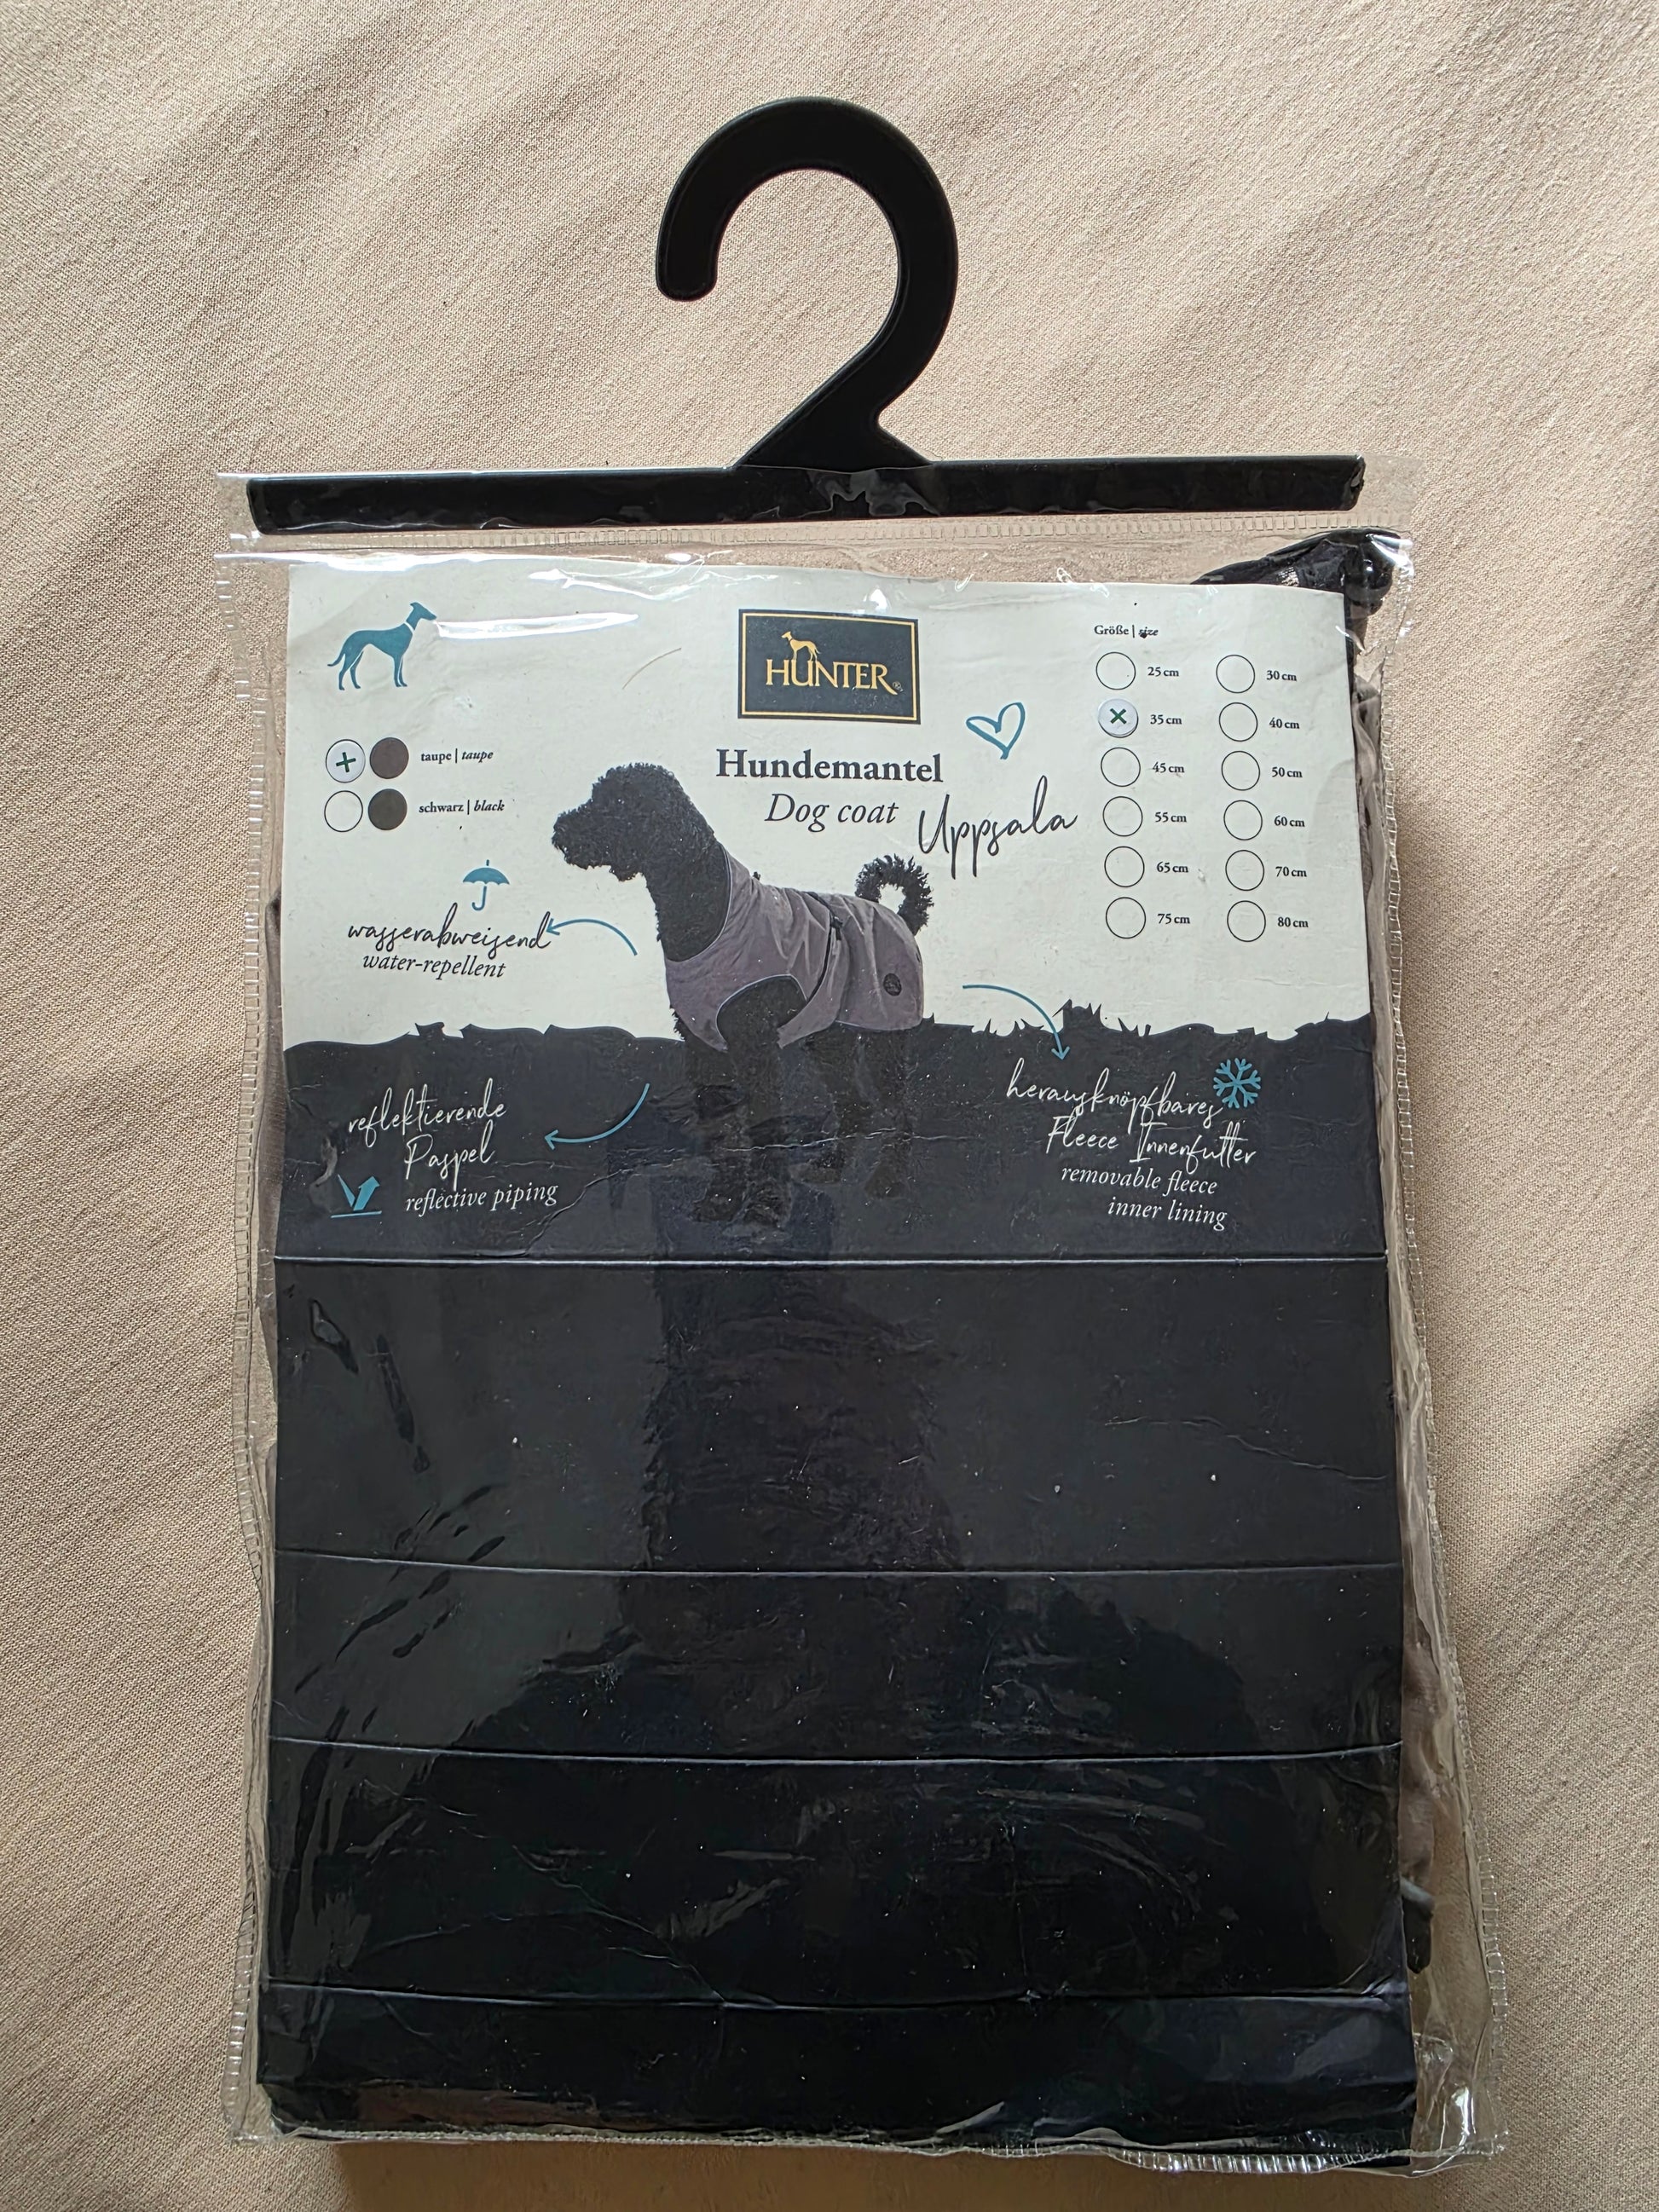 HUNTER®
Größe | size
25 cm
30 cm
35 cm
40 cm
45 cm
50 cm
55 cm
60 cm
65 cm
70 cm
75 cm
80 cm
taupe | taupe
schwarz | black
Hundemantel
Dog coat
Uppsala
wasserabweisend
water-repellent
reflektierende
Paspel
reflective piping
herausknöpfbares
Fleece Innenfutter
removable fleece
inner lining